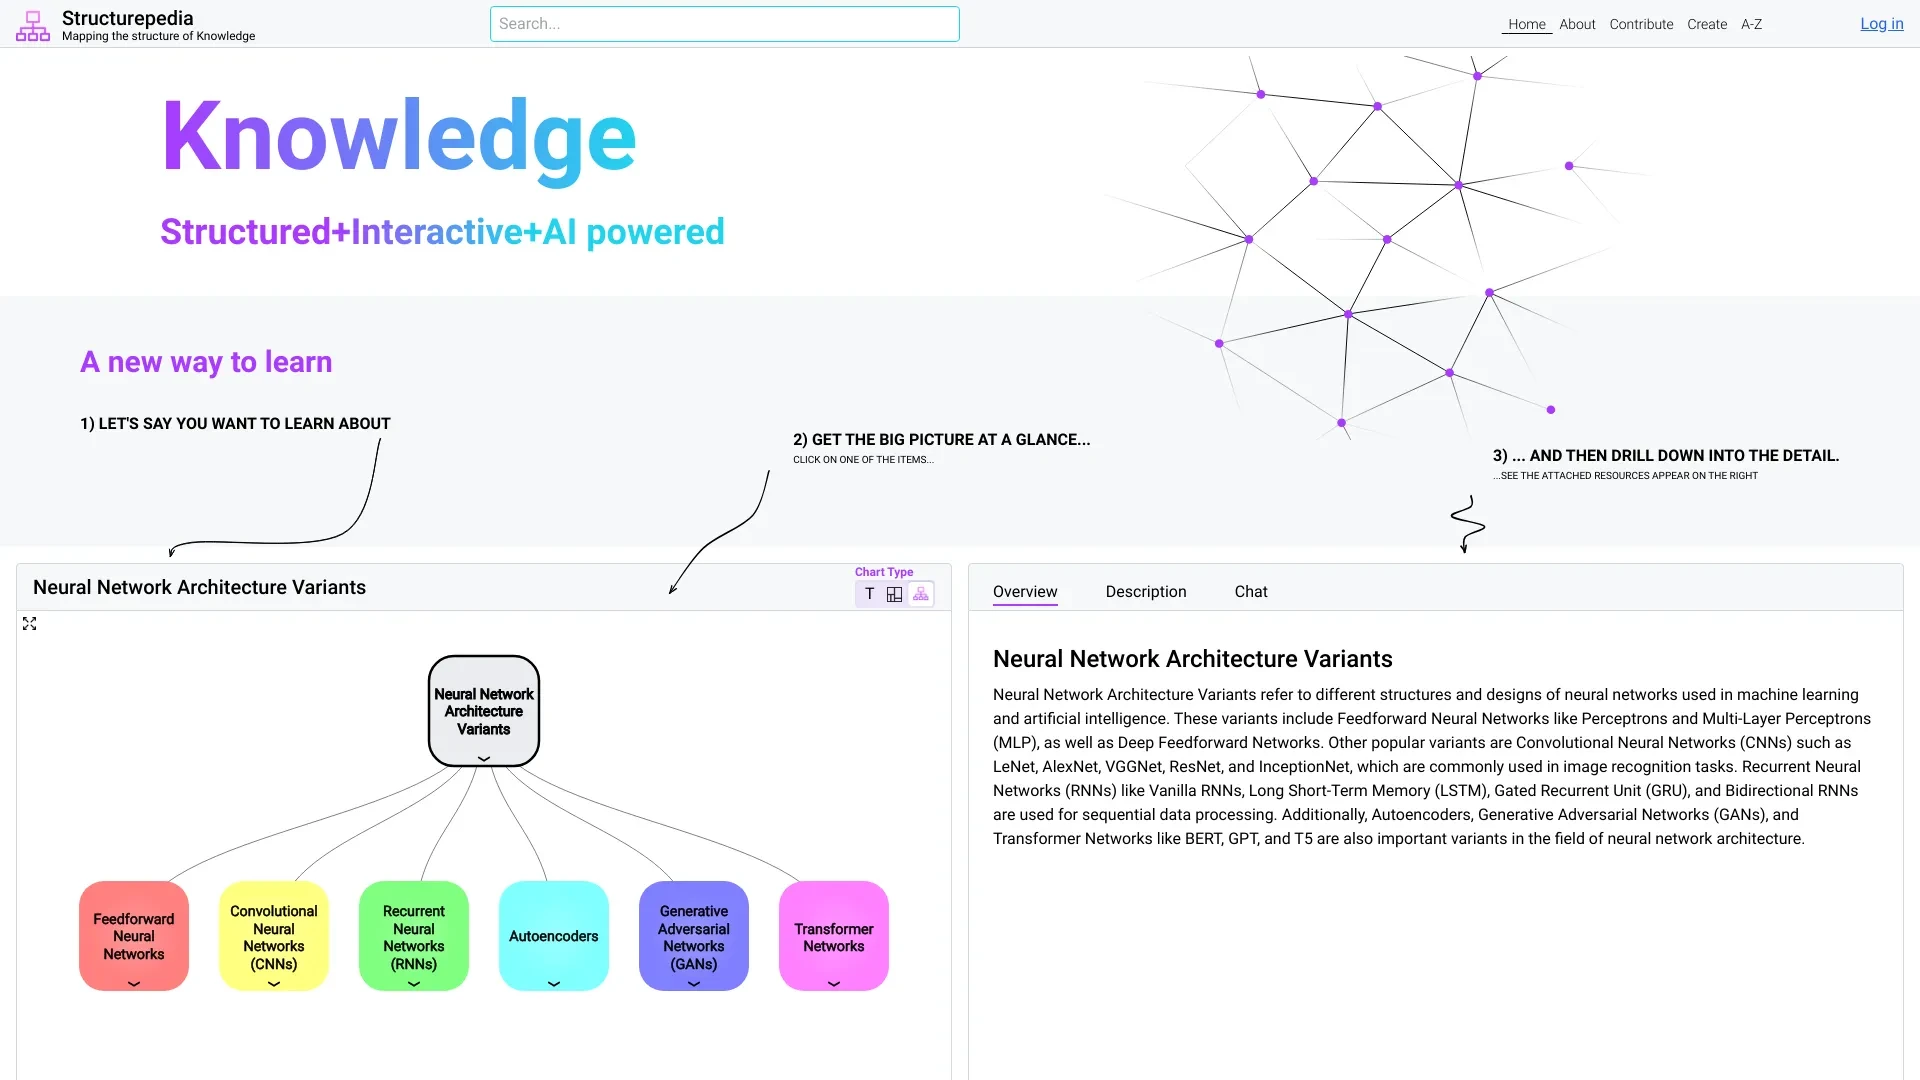 Structurepedia
Mapping the structure of Knowledge
Search...
Home
About
Contribute
Create
A-Z
Log in
Knowledge
Structured+Interactive+AI powered
A new way to learn
1) LET'S SAY YOU WANT TO LEARN ABOUT
2) GET THE BIG PICTURE AT A GLANCE...
CLICK ON ONE OF THE ITEMS...
3) ... AND THEN DRILL DOWN INTO THE DETAIL.
...SEE THE ATTACHED RESOURCES APPEAR ON THE RIGHT
Neural Network Architecture Variants
Chart Type
T
Neural Network
Architecture
Variants
Feedforward
Neural
Networks
Convolutional
Neural
Networks
(CNNs)
Recurrent
Neural
Networks
(RNNs)
Autoencoders
Generative
Adversarial
Networks
(GANs)
Transformer
Networks
Overview
Description
Chat
Neural Network Architecture Variants
Neural Network Architecture Variants refer to different structures and designs of neural networks used in machine learning
and artificial intelligence. These variants include Feedforward Neural Networks like Perceptrons and Multi-Layer Perceptrons
(MLP), as well as Deep Feedforward Networks. Other popular variants are Convolutional Neural Networks (CNNs) such as
LeNet, AlexNet, VGGNet, ResNet, and InceptionNet, which are commonly used in image recognition tasks. Recurrent Neural
Networks (RNNs) like Vanilla RNNs, Long Short-Term Memory (LSTM), Gated Recurrent Unit (GRU), and Bidirectional RNNs
are used for sequential data processing. Additionally, Autoencoders, Generative Adversarial Networks (GANs), and
Transformer Networks like BERT, GPT, and T5 are also important variants in the field of neural network architecture.